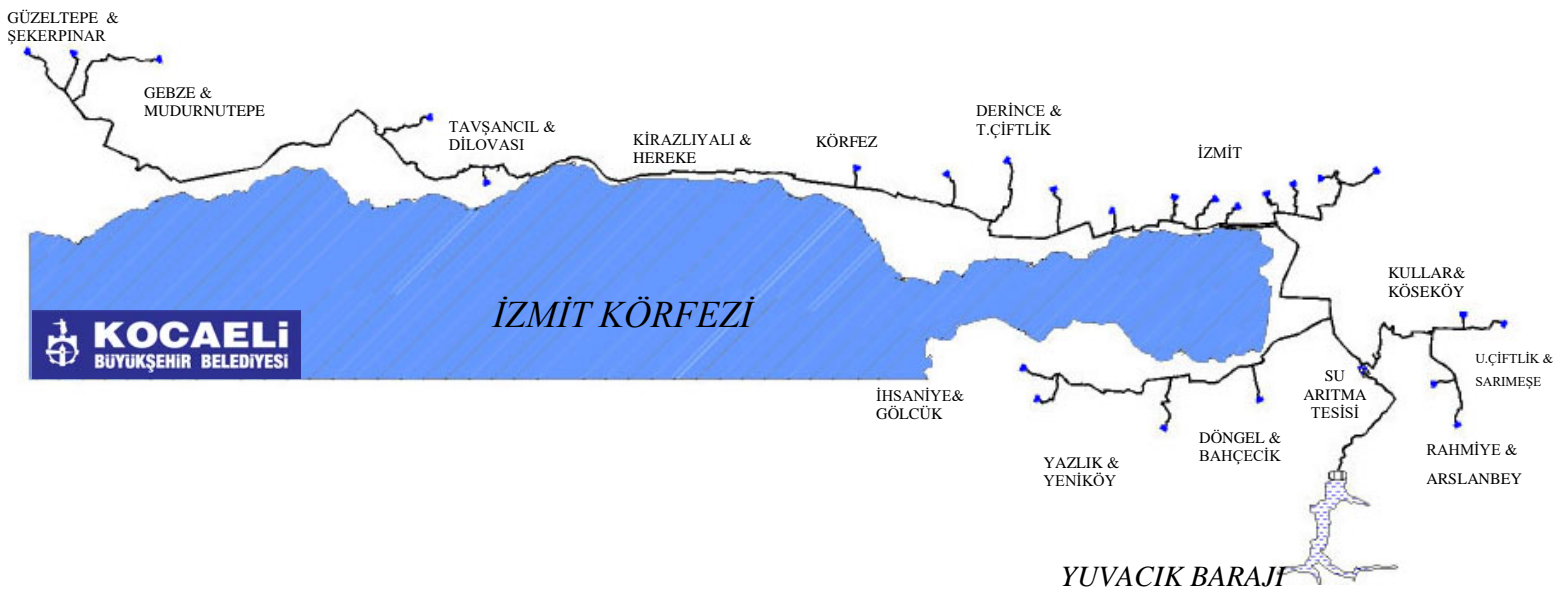 GÜZELTEPE &
ŞEKERPINAR
GEBZE &
MUDURNUTEPE
TAVŞANCIL &
DİLOVASI
KİRAZLIYALI &
HEREKE
KÖRFEZ
DERİNCE &
T.ÇİFTLİK
İZMİT
KULLAR&
KÖSEKÖY
İZMİT KÖRFEZİ
KOCAELİ
BÜYÜKŞEHİR BELEDİYESİ
U.ÇİFTLİK &
SARIMEŞE
SU
ARITMA
TESİSİ
İHSANİYE&
GÖLCÜK
DÖNGEL &
BAHÇECİK
YAZLIK &
YENİKÖY
RAHMİYE &
ARSLANBEY
YUVACIK BARAJI